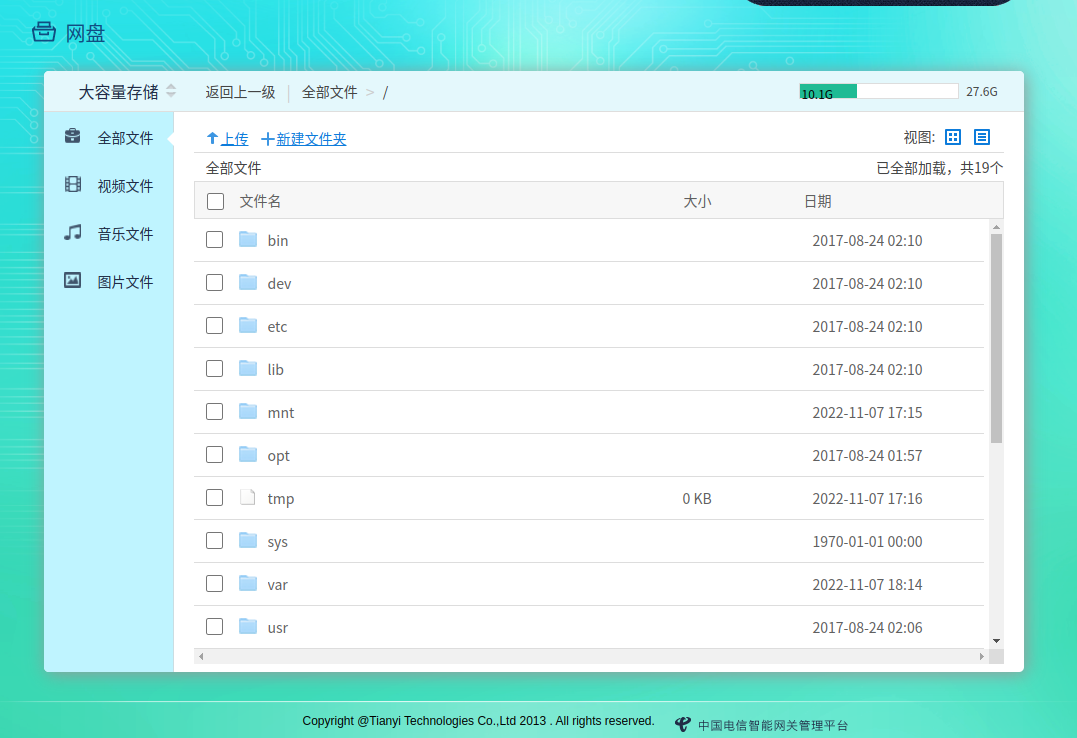 网盘
大容量存储 返回上一级 全部文件 > / 10.1G 27.6G
全部文件 上传 新建文件夹 视图:
全部文件 已全部加载，共19个
视频文件 文件名 大小 日期
音乐文件 bin 2017-08-24 02:10
图片文件 dev 2017-08-24 02:10
etc 2017-08-24 02:10
lib 2017-08-24 02:10
mnt 2022-11-07 17:15
opt 2017-08-24 01:57
tmp 0 KB 2022-11-07 17:16
sys 1970-01-01 00:00
var 2022-11-07 18:14
usr 2017-08-24 02:06
Copyright @Tianyi Technologies Co.,Ltd 2013 . All rights reserved. 中国电信智能网关管理平台